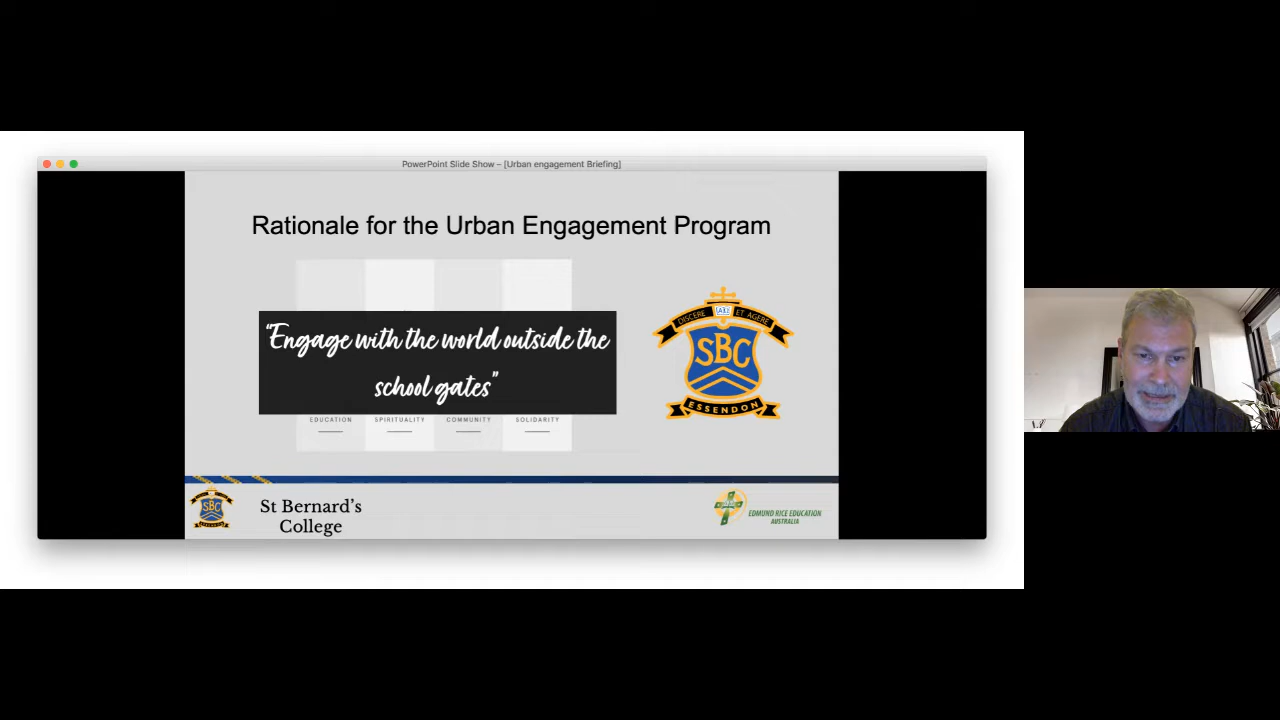 PowerPoint Slide Show – [Urban engagement Briefing]
Rationale for the Urban Engagement Program
"Engage with the world outside the
school gates"
EDUCATION SPIRITUALITY COMMUNITY SOLIDARITY
DISCERE ET AGERE
SBC
ESSENDON
SBC
St Bernard's
College
EDMUND RICE EDUCATION
AUSTRALIA